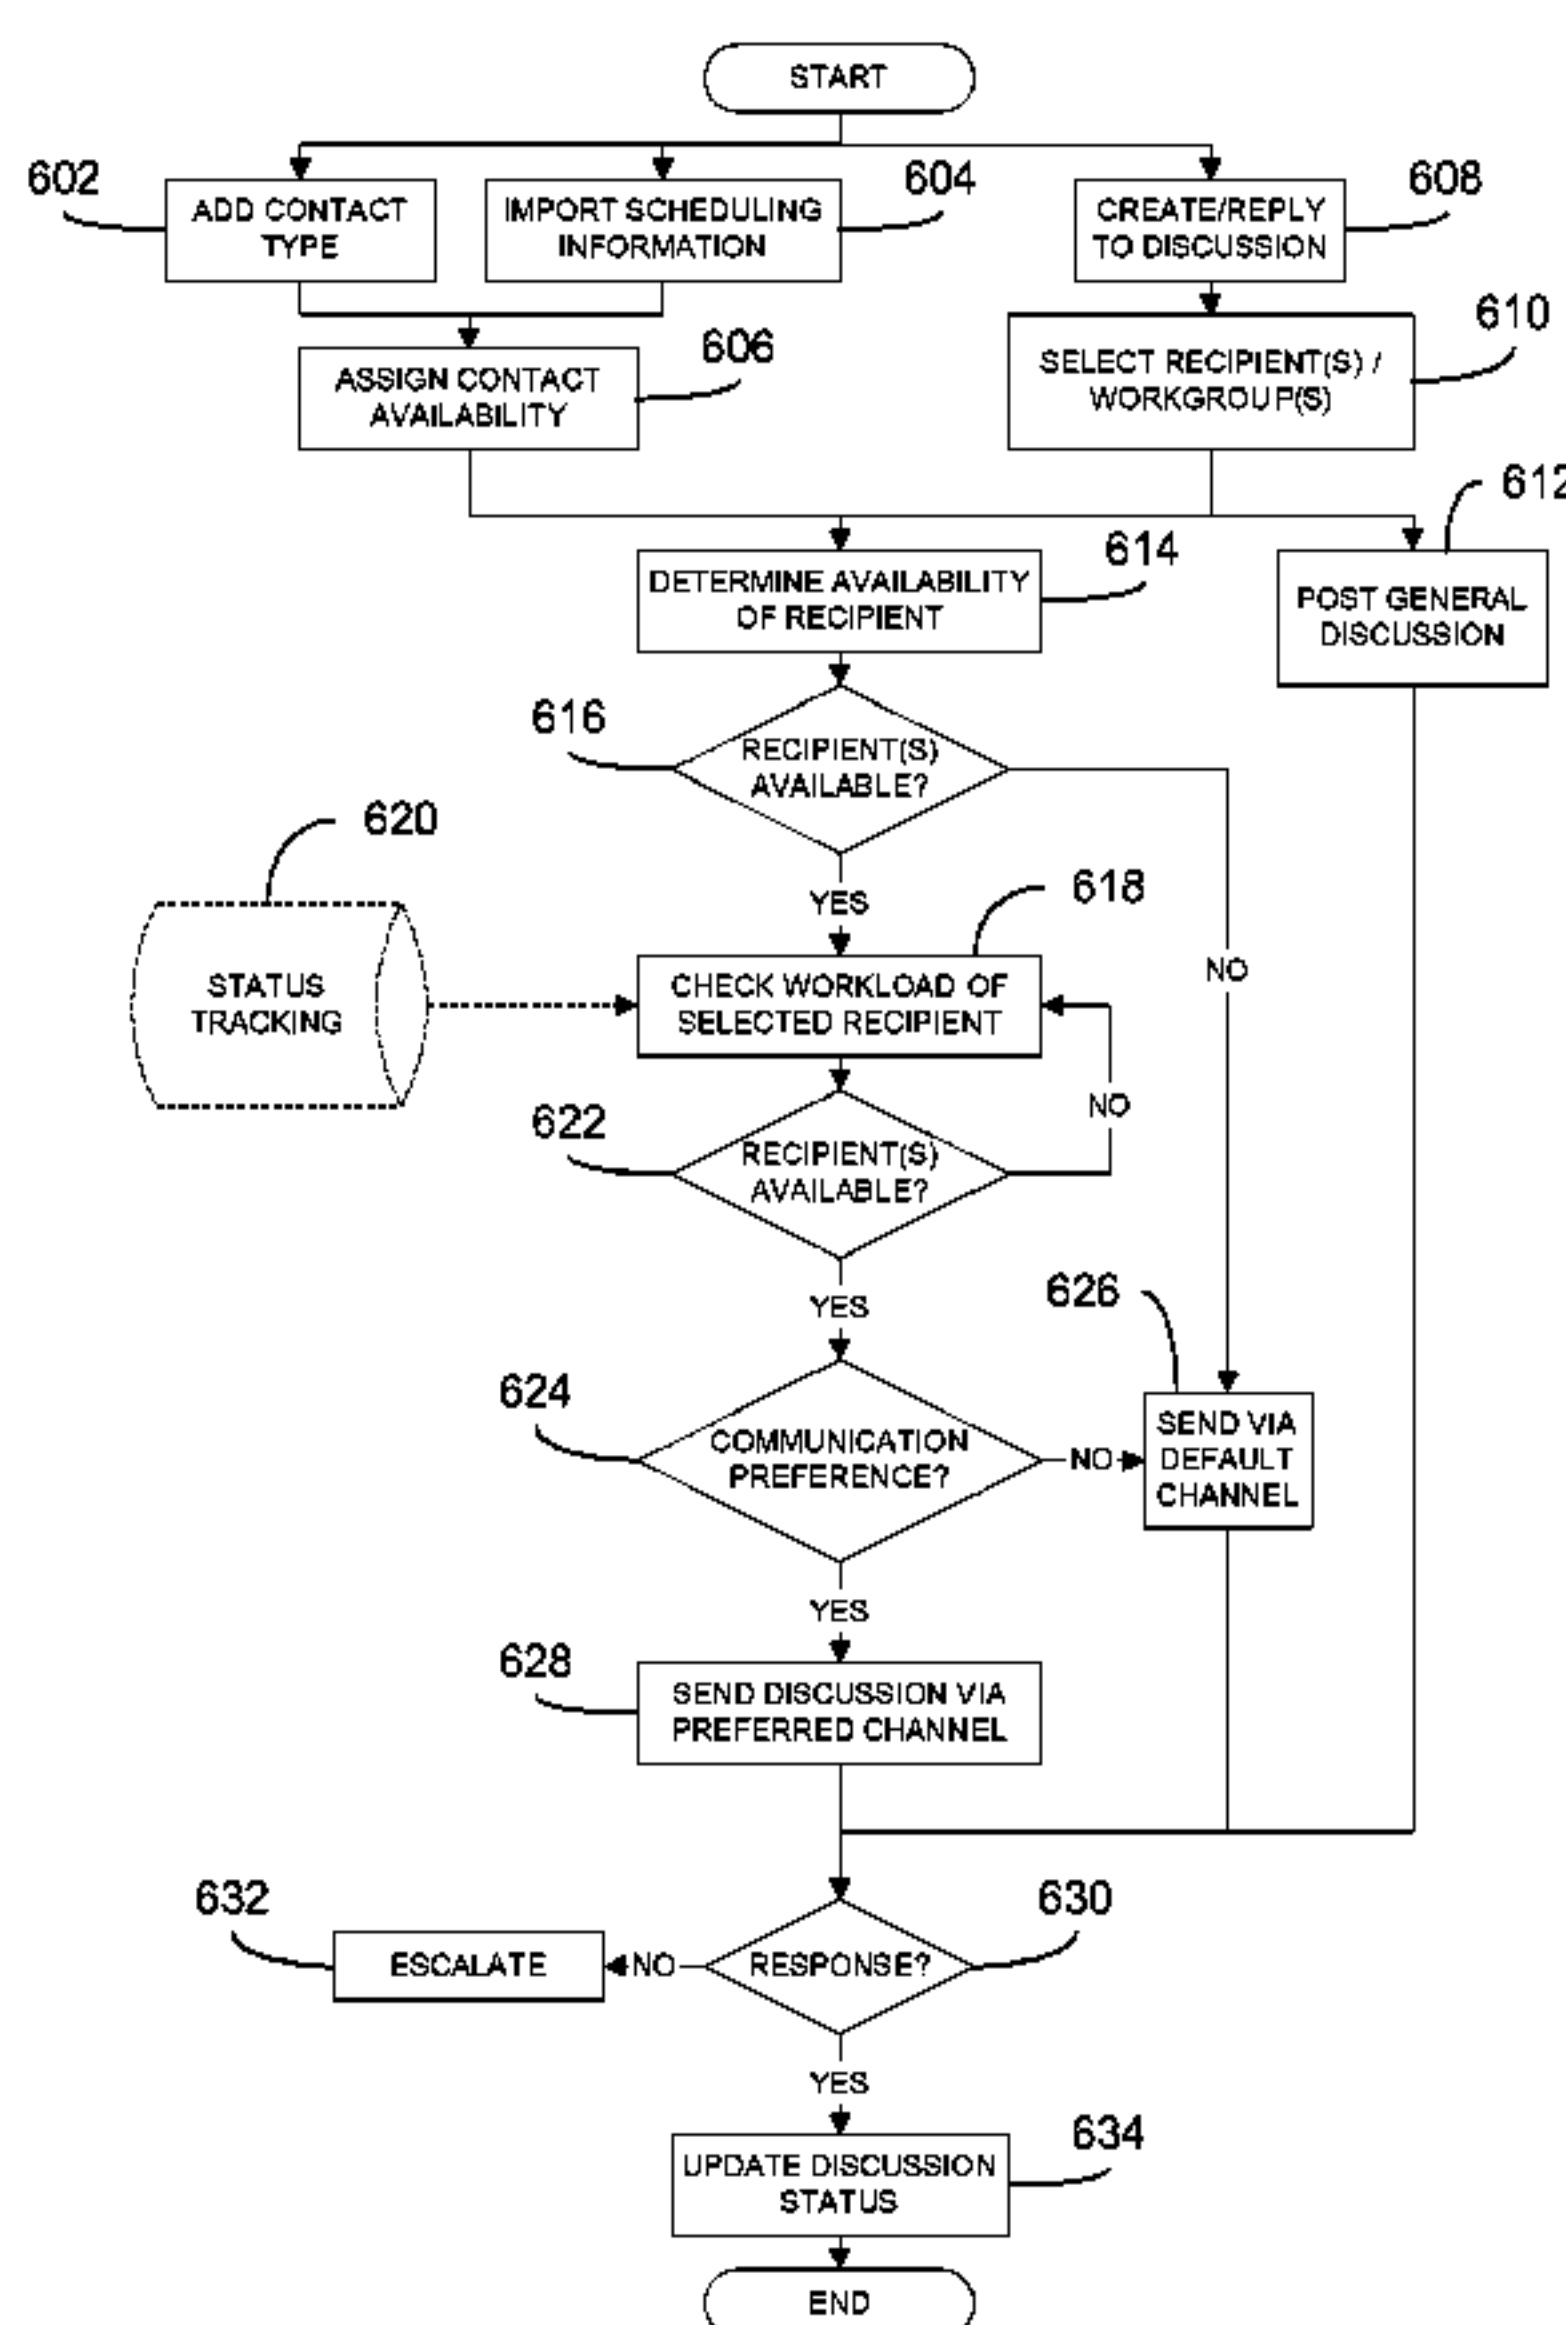 START
602
604
608
ADD CONTACT
TYPE
IMPORT SCHEDULING
INFORMATION
CREATE/REPLY
TO DISCUSSION
606
610
ASSIGN CONTACT
AVAILABILITY
SELECT RECIPIENT(S) /
WORKGROUP(S)
612
614
DETERMINE AVAILABILITY
OF RECIPIENT
POST GENERAL
DISCUSSION
616
RECIPIENT(S)
AVAILABLE?
620
618
YES
NO
STATUS
TRACKING
CHECK WORKLOAD OF
SELECTED RECIPIENT
NO
622
RECIPIENT(S)
AVAILABLE?
YES
626
624
COMMUNICATION
PREFERENCE?
NO
SEND VIA
DEFAULT
CHANNEL
YES
628
SEND DISCUSSION VIA
PREFERRED CHANNEL
632
630
ESCALATE
NO
RESPONSE?
YES
634
UPDATE DISCUSSION
STATUS
END